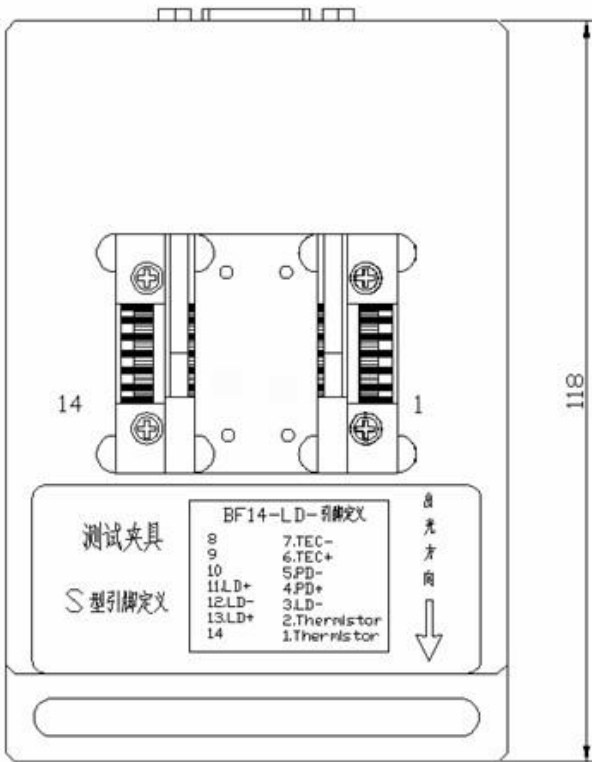 14
1
118
测试夹具
S型引脚定义
BF14-LD-引脚定义
8 7.TEC-
9 6.TEC+
10 5.PD-
11.LD+ 4.PD+
12.LD- 3.LD-
13.LD+ 2.Thermistor
14 1.Thermistor
出光方向